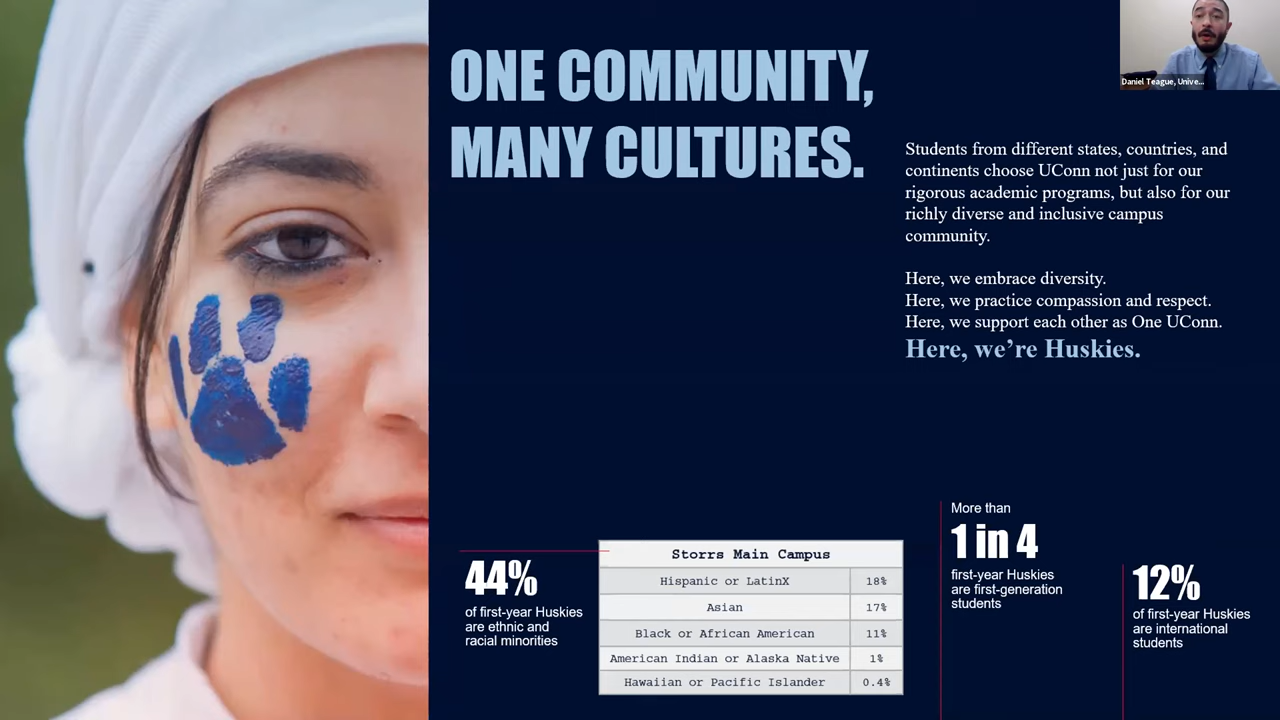 ONE COMMUNITY,
MANY CULTURES.
Daniel Teague, Unive...
Students from different states, countries, and
continents choose UConn not just for our
rigorous academic programs, but also for our
richly diverse and inclusive campus
community.
Here, we embrace diversity.
Here, we practice compassion and respect.
Here, we support each other as One UConn.
Here, we’re Huskies.
44%
of first-year Huskies
are ethnic and
racial minorities
Storrs Main Campus
Hispanic or LatinX 18%
Asian 17%
Black or African American 11%
American Indian or Alaska Native 1%
Hawaiian or Pacific Islander 0.4%
More than
1 in 4
first-year Huskies
are first-generation
students
12%
of first-year Huskies
are international
students